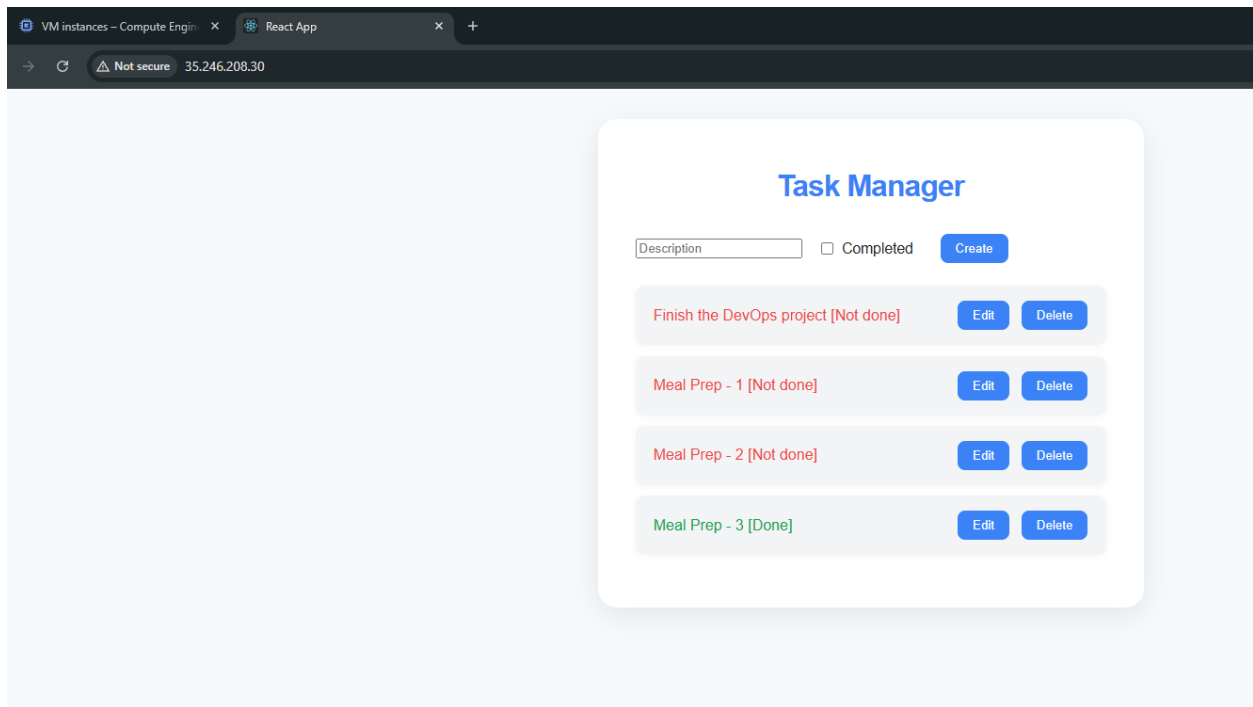 VM instances – Compute Engin
React App
Not secure 35.246.208.30
Task Manager
Description Completed Create
Finish the DevOps project [Not done] Edit Delete
Meal Prep - 1 [Not done] Edit Delete
Meal Prep - 2 [Not done] Edit Delete
Meal Prep - 3 [Done] Edit Delete